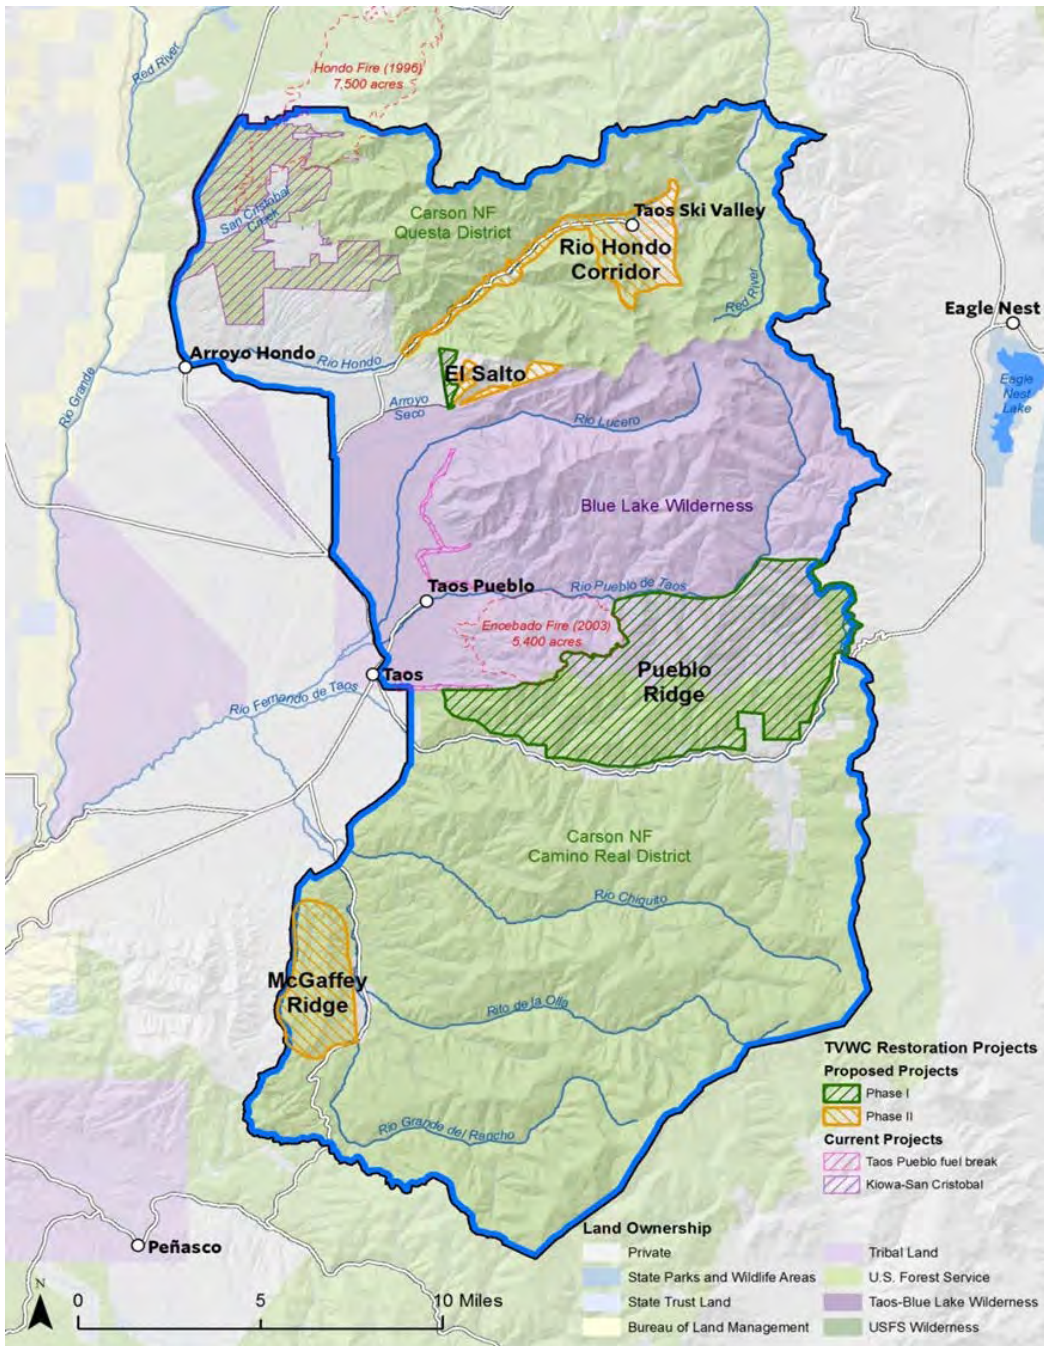 Red River
Hondo Fire (1996)
7,500 acres
San Cristobal
Creek
Carson NF
Questa District
Taos Ski Valley
Rio Hondo
Corridor
Red River
Eagle Nest
Arroyo Hondo
Rio Hondo
El Salto
Eagle
Nest
Lake
Rio Grande
Arroyo
Seco
Rio Lucero
Blue Lake Wilderness
Taos Pueblo
Rio Pueblo de Taos
Encebado Fire (2003)
5,400 acres
Pueblo
Ridge
Taos
Rio Fernando de Taos
Carson NF
Camino Real District
Rio Chiquito
McGaffey
Ridge
Rito de la Olla
Rio Grande del Rancho
Peñasco
TVWC Restoration Projects
Proposed Projects
Phase I
Phase II
Current Projects
Taos Pueblo fuel break
Kiowa-San Cristobal
Land Ownership
Private
State Parks and Wildlife Areas
State Trust Land
Bureau of Land Management
Tribal Land
U.S. Forest Service
Taos-Blue Lake Wilderness
USFS Wilderness
N
0 5 10 Miles